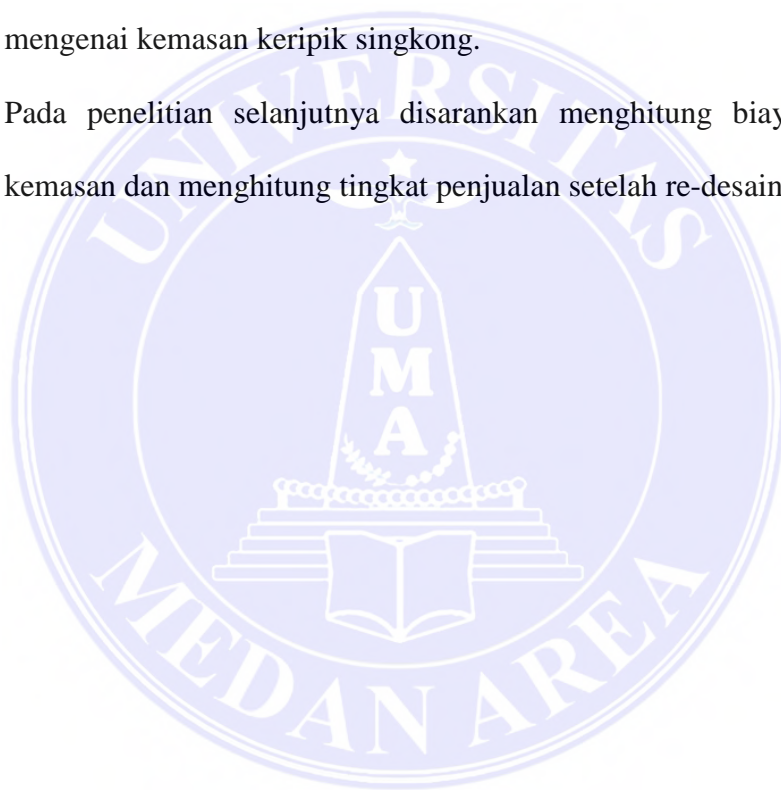 mengenai kemasan keripik singkong.
Pada penelitian selanjutnya disarankan menghitung biay
kemasan dan menghitung tingkat penjualan setelah re-desain
UNIVERSITAS
UMA
MEDAN AREA